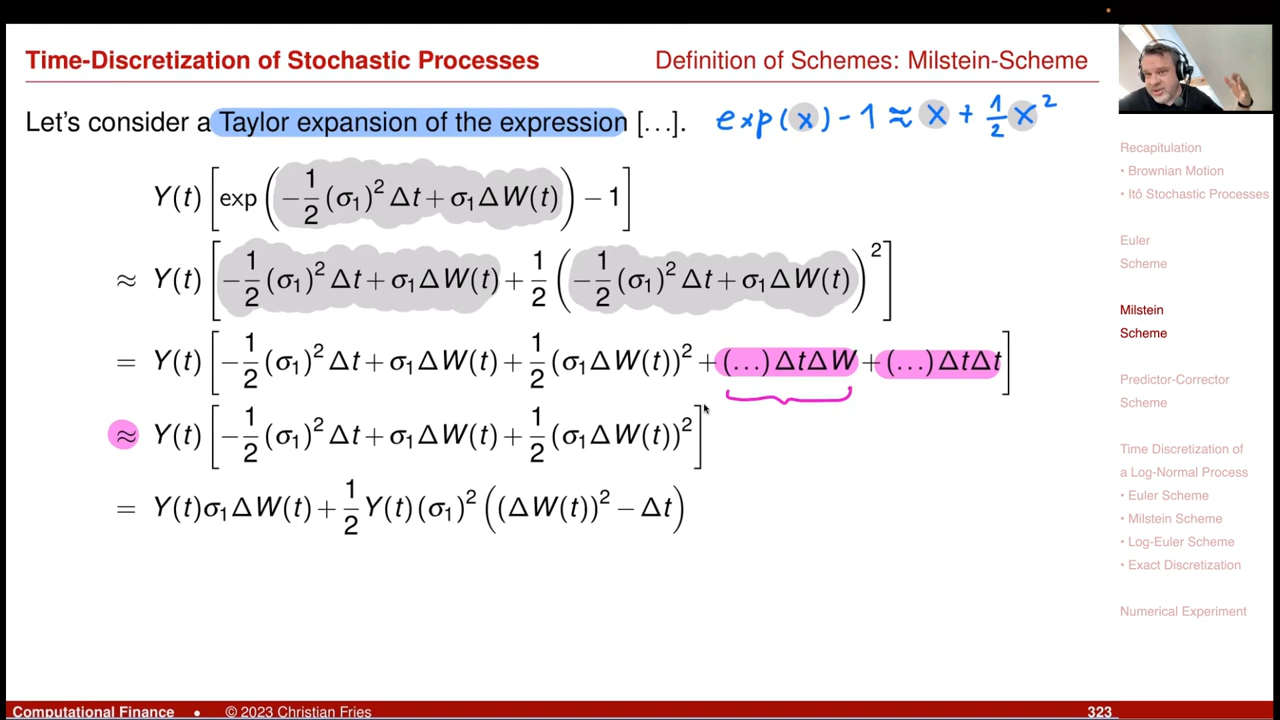 Time-Discretization of Stochastic Processes
Definition of Schemes: Milstein-Scheme
Let's consider a Taylor expansion of the expression [...]. exp(x) - 1 ≈ x + 1/2 x²
Y(t) [exp(-1/2 (σ₁)² Δt + σ₁ΔW(t)) - 1]
≈ Y(t) [-1/2 (σ₁)² Δt + σ₁ΔW(t) + 1/2 (-1/2 (σ₁)² Δt + σ₁ΔW(t))²]
= Y(t) [-1/2 (σ₁)² Δt + σ₁ΔW(t) + 1/2 (σ₁ΔW(t))² + (...) ΔtΔW + (...) ΔtΔt]
≈ Y(t) [-1/2 (σ₁)² Δt + σ₁ΔW(t) + 1/2 (σ₁ΔW(t))²]
= Y(t)σ₁ΔW(t) + 1/2 Y(t) (σ₁)² ((ΔW(t))² - Δt)
Recapitulation
• Brownian Motion
• Itô Stochastic Processes
Euler
Scheme
Milstein
Scheme
Predictor-Corrector
Scheme
Time Discretization of
a Log-Normal Process
• Euler Scheme
• Milstein Scheme
• Log-Euler Scheme
• Exact Discretization
Numerical Experiment
Computational Finance • © 2023 Christian Fries
323